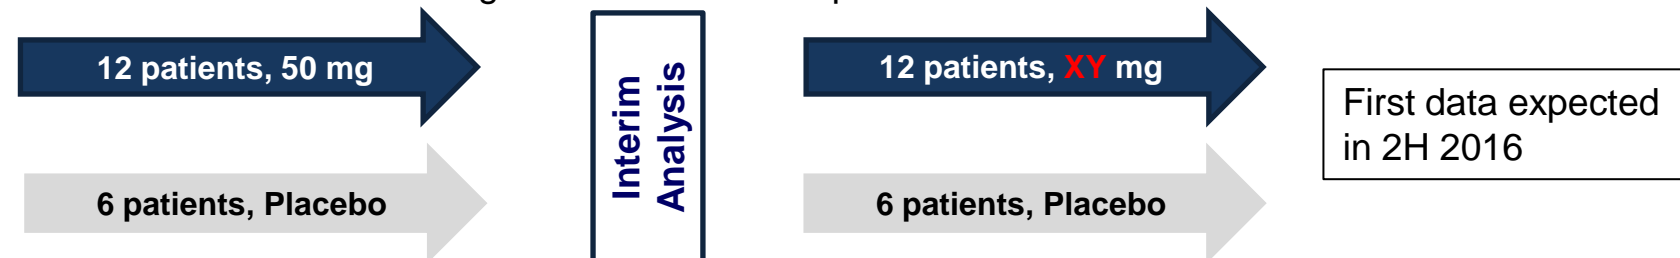 12 patients, 50 mg
6 patients, Placebo
Interim
Analysis
12 patients, XY mg
6 patients, Placebo
First data expected
in 2H 2016